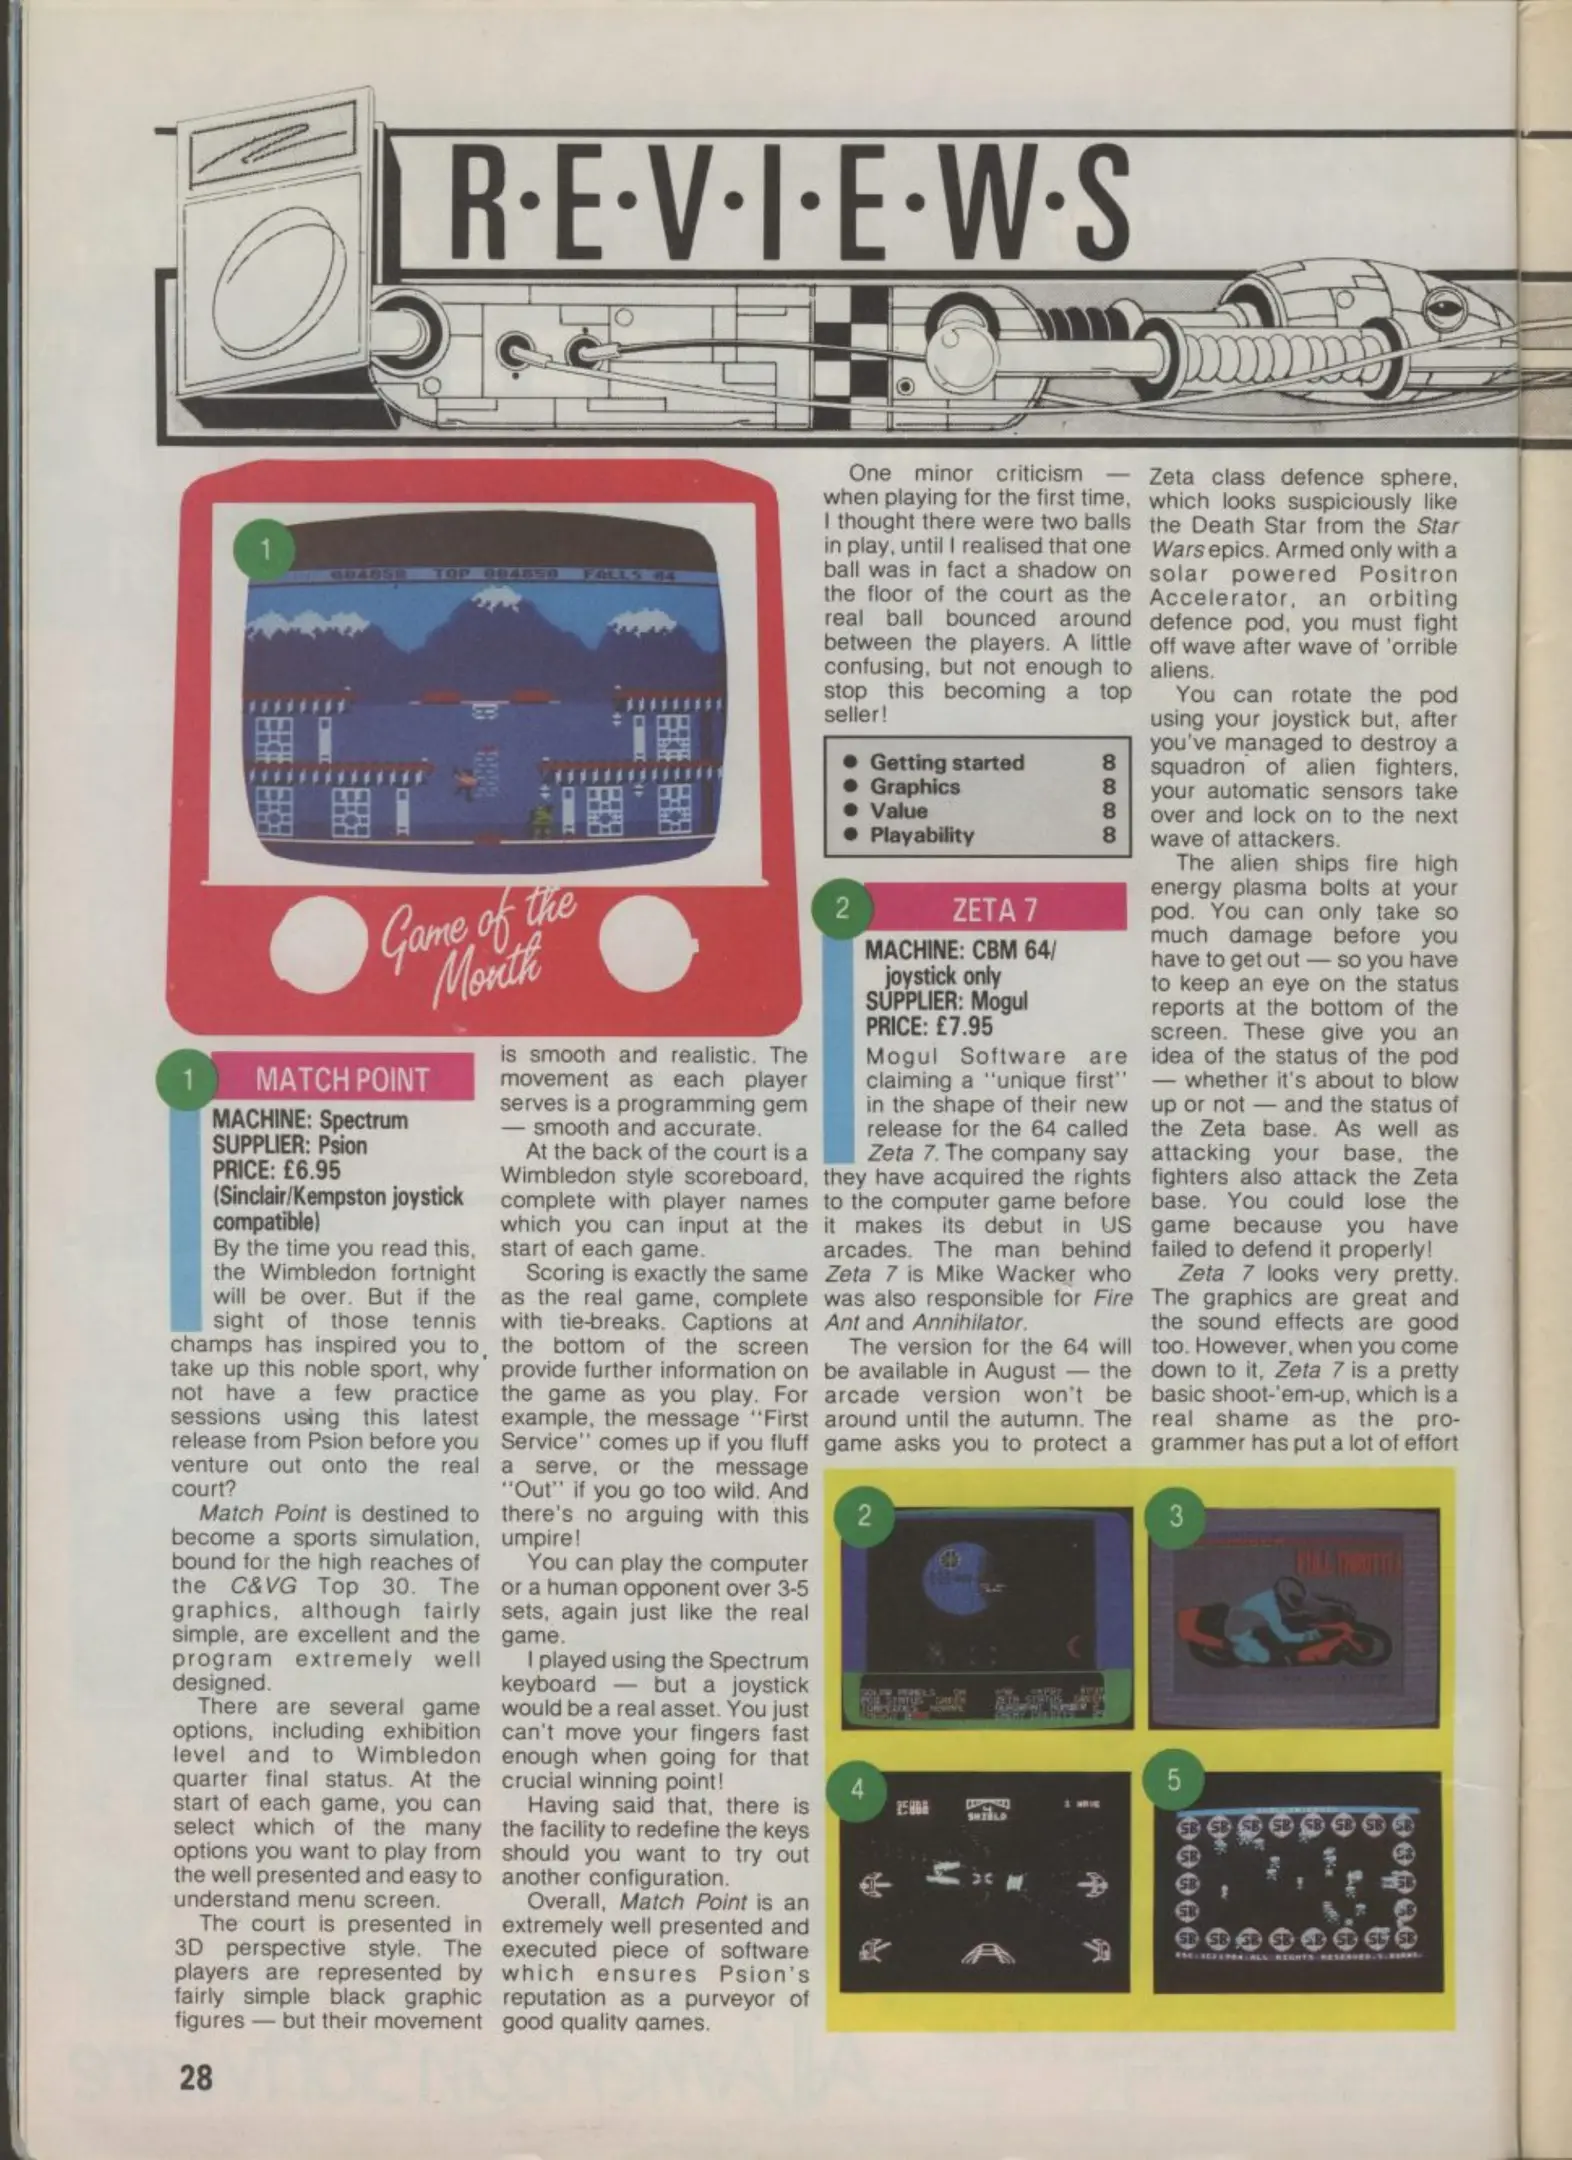 R·E·V·I·E·W·S
1
004850 TOP 004850 FALLS 04
Game of the
Month
1 MATCH POINT
MACHINE: Spectrum
SUPPLIER: Psion
PRICE: £6.95
(Sinclair/Kempston joystick
compatible)
By the time you read this,
the Wimbledon fortnight
will be over. But if the
sight of those tennis
champs has inspired you to
take up this noble sport, why
not have a few practice
sessions using this latest
release from Psion before you
venture out onto the real
court?
Match Point is destined to
become a sports simulation,
bound for the high reaches of
the C&VG Top 30. The
graphics, although fairly
simple, are excellent and the
program extremely well
designed.
There are several game
options, including exhibition
level and to Wimbledon
quarter final status. At the
start of each game, you can
select which of the many
options you want to play from
the well presented and easy to
understand menu screen.
The court is presented in
3D perspective style. The
players are represented by
fairly simple black graphic
figures — but their movement
is smooth and realistic. The
movement as each player
serves is a programming gem
— smooth and accurate.
At the back of the court is a
Wimbledon style scoreboard,
complete with player names
which you can input at the
start of each game.
Scoring is exactly the same
as the real game, complete
with tie-breaks. Captions at
the bottom of the screen
provide further information on
the game as you play. For
example, the message "First
Service" comes up if you fluff
a serve, or the message
"Out" if you go too wild. And
there's no arguing with this
umpire!
You can play the computer
or a human opponent over 3-5
sets, again just like the real
game.
I played using the Spectrum
keyboard — but a joystick
would be a real asset. You just
can't move your fingers fast
enough when going for that
crucial winning point!
Having said that, there is
the facility to redefine the keys
should you want to try out
another configuration.
Overall, Match Point is an
extremely well presented and
executed piece of software
which ensures Psion's
reputation as a purveyor of
good quality games.
One minor criticism —
when playing for the first time,
I thought there were two balls
in play, until I realised that one
ball was in fact a shadow on
the floor of the court as the
real ball bounced around
between the players. A little
confusing, but not enough to
stop this becoming a top
seller!
● Getting started 8
● Graphics 8
● Value 8
● Playability 8
2 ZETA 7
MACHINE: CBM 64/
joystick only
SUPPLIER: Mogul
PRICE: £7.95
Mogul Software are
claiming a "unique first"
in the shape of their new
release for the 64 called
Zeta 7. The company say
they have acquired the rights
to the computer game before
it makes its debut in US
arcades. The man behind
Zeta 7 is Mike Wacker who
was also responsible for Fire
Ant and Annihilator.
The version for the 64 will
be available in August — the
arcade version won't be
around until the autumn. The
game asks you to protect a
Zeta class defence sphere,
which looks suspiciously like
the Death Star from the Star
Wars epics. Armed only with a
solar powered Positron
Accelerator, an orbiting
defence pod, you must fight
off wave after wave of 'orrible
aliens.
You can rotate the pod
using your joystick but, after
you've managed to destroy a
squadron of alien fighters,
your automatic sensors take
over and lock on to the next
wave of attackers.
The alien ships fire high
energy plasma bolts at your
pod. You can only take so
much damage before you
have to get out — so you have
to keep an eye on the status
reports at the bottom of the
screen. These give you an
idea of the status of the pod
— whether it's about to blow
up or not — and the status of
the Zeta base. As well as
attacking your base, the
fighters also attack the Zeta
base. You could lose the
game because you have
failed to defend it properly!
Zeta 7 looks very pretty.
The graphics are great and
the sound effects are good
too. However, when you come
down to it, Zeta 7 is a pretty
basic shoot-'em-up, which is a
real shame as the pro-
grammer has put a lot of effort
2
3
FULL THROTTLE
4
SHIELD
1 WAVE
5
SB SB SB SB SB SB SB SB
28